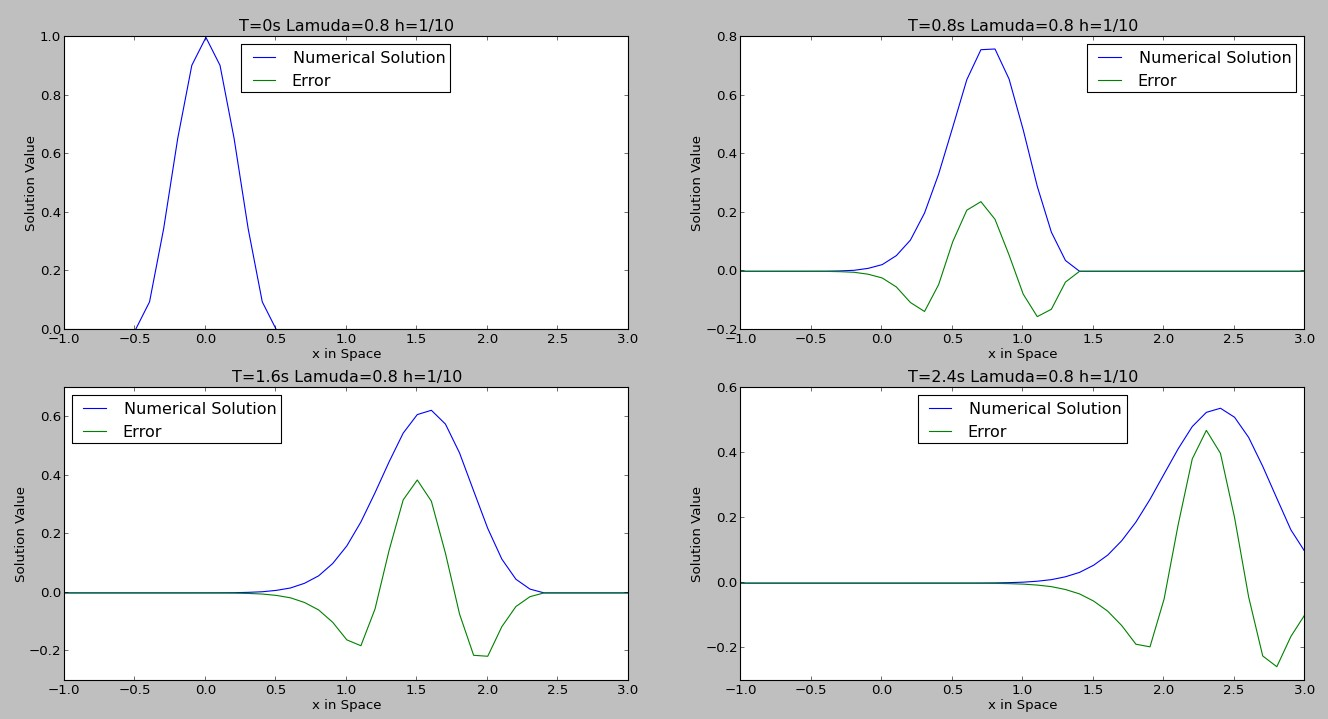 T=0s Lamuda=0.8 h=1/10
Numerical Solution
Error
Solution Value
1.0
0.8
0.6
0.4
0.2
0.0
−1.0 −0.5 0.0 0.5 1.0 1.5 2.0 2.5 3.0
x in Space
T=0.8s Lamuda=0.8 h=1/10
Numerical Solution
Error
Solution Value
0.8
0.6
0.4
0.2
0.0
−0.2
−1.0 −0.5 0.0 0.5 1.0 1.5 2.0 2.5 3.0
x in Space
T=1.6s Lamuda=0.8 h=1/10
Numerical Solution
Error
Solution Value
0.6
0.4
0.2
0.0
−0.2
−1.0 −0.5 0.0 0.5 1.0 1.5 2.0 2.5 3.0
x in Space
T=2.4s Lamuda=0.8 h=1/10
Numerical Solution
Error
Solution Value
0.6
0.4
0.2
0.0
−0.2
−1.0 −0.5 0.0 0.5 1.0 1.5 2.0 2.5 3.0
x in Space